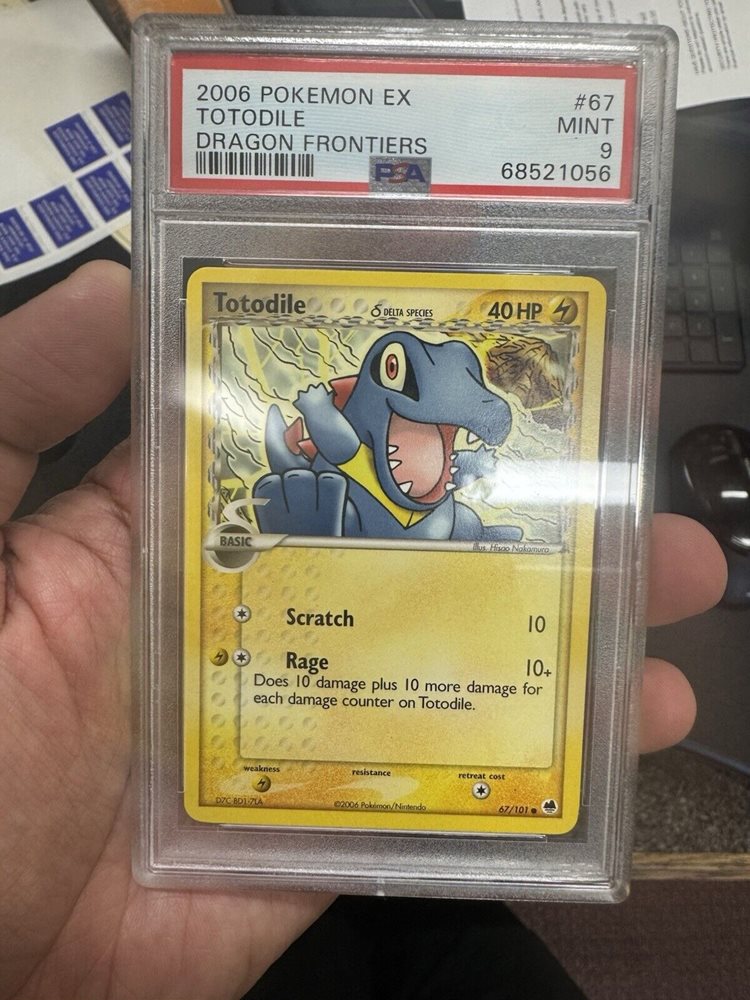 2006 POKEMON EX #67
TOTODILE MINT
DRAGON FRONTIERS 9
PSA 68521056
Totodile δ DELTA SPECIES 40 HP
BASIC
Illus. Hisao Nakamura
Scratch 10
Rage 10+
Does 10 damage plus 10 more damage for
each damage counter on Totodile.
weakness resistance retreat cost
©2006 Pokémon/Nintendo 67/101